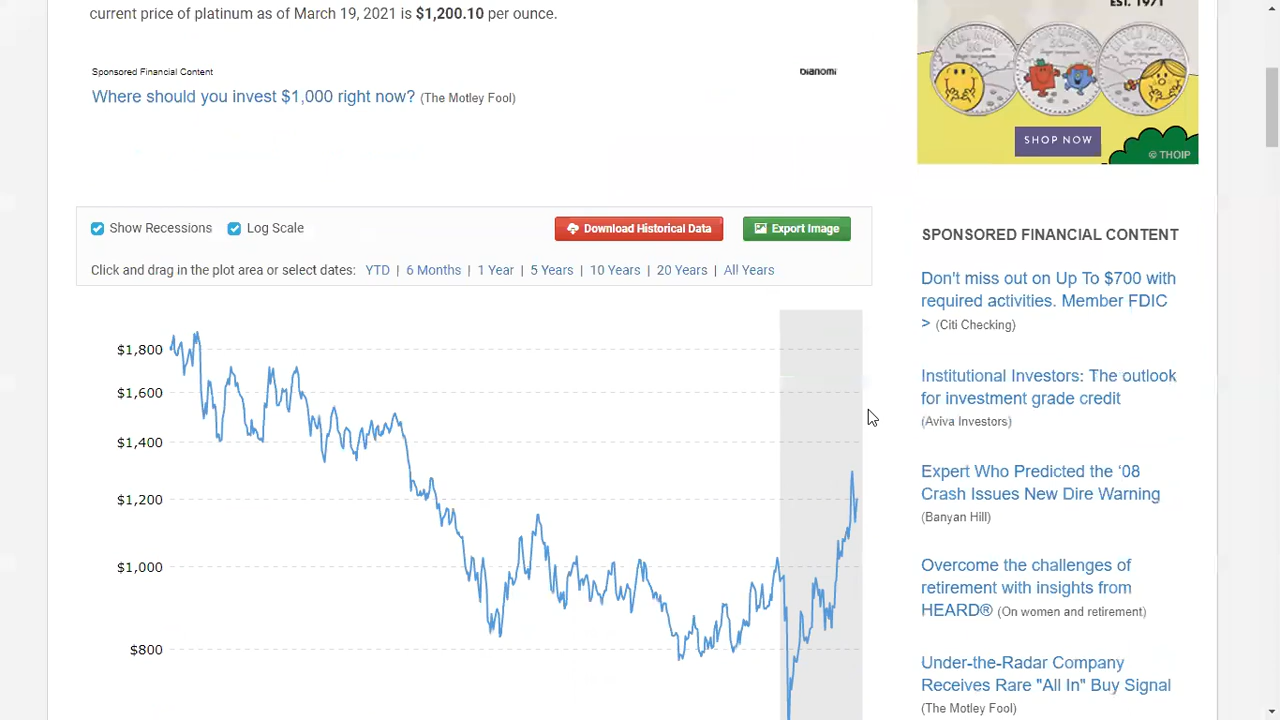 current price of platinum as of March 19, 2021 is $1,200.10 per ounce.
Sponsored Financial Content
dianomi
Where should you invest $1,000 right now? (The Motley Fool)
Show Recessions
Log Scale
Download Historical Data
Export Image
Click and drag in the plot area or select dates: YTD | 6 Months | 1 Year | 5 Years | 10 Years | 20 Years | All Years
$1,800
$1,600
$1,400
$1,200
$1,000
$800
EST. 1971
SHOP NOW
© THOIP
SPONSORED FINANCIAL CONTENT
Don't miss out on Up To $700 with
required activities. Member FDIC
> (Citi Checking)
Institutional Investors: The outlook
for investment grade credit
(Aviva Investors)
Expert Who Predicted the ‘08
Crash Issues New Dire Warning
(Banyan Hill)
Overcome the challenges of
retirement with insights from
HEARD® (On women and retirement)
Under-the-Radar Company
Receives Rare "All In" Buy Signal
(The Motley Fool)